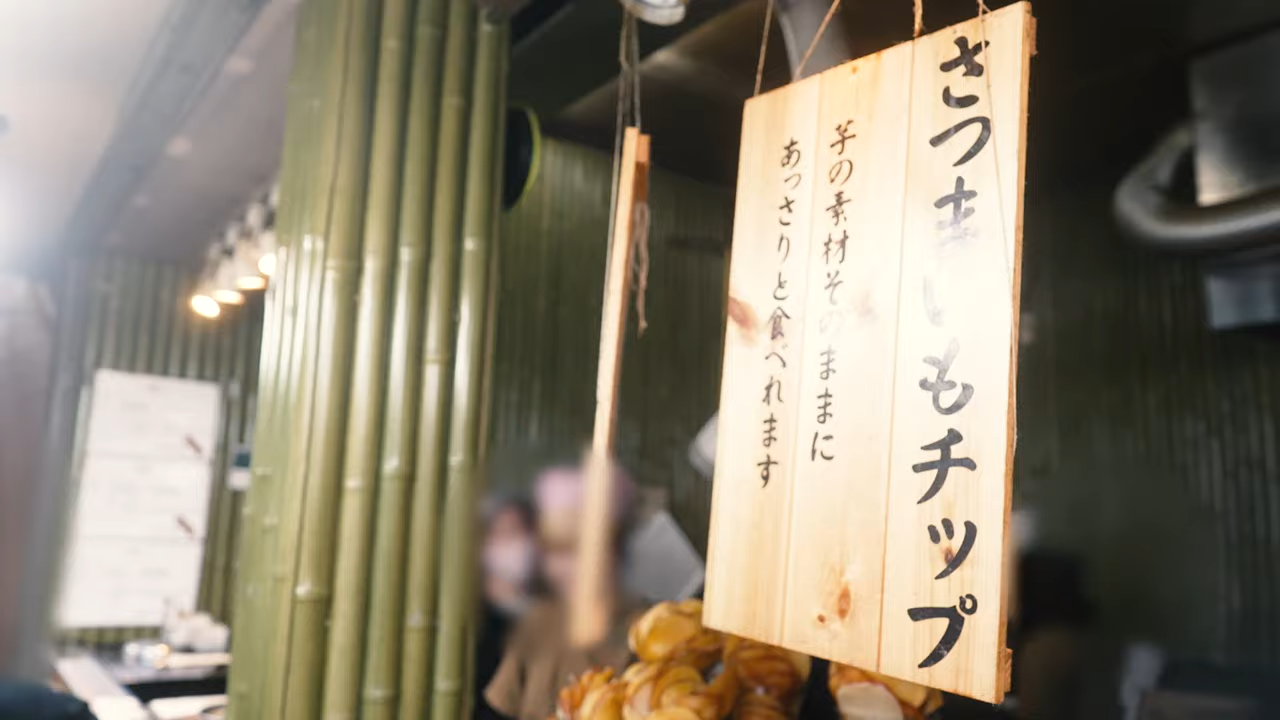 さつまいもチップ
芋の素材そのままに
あっさりと食べれます